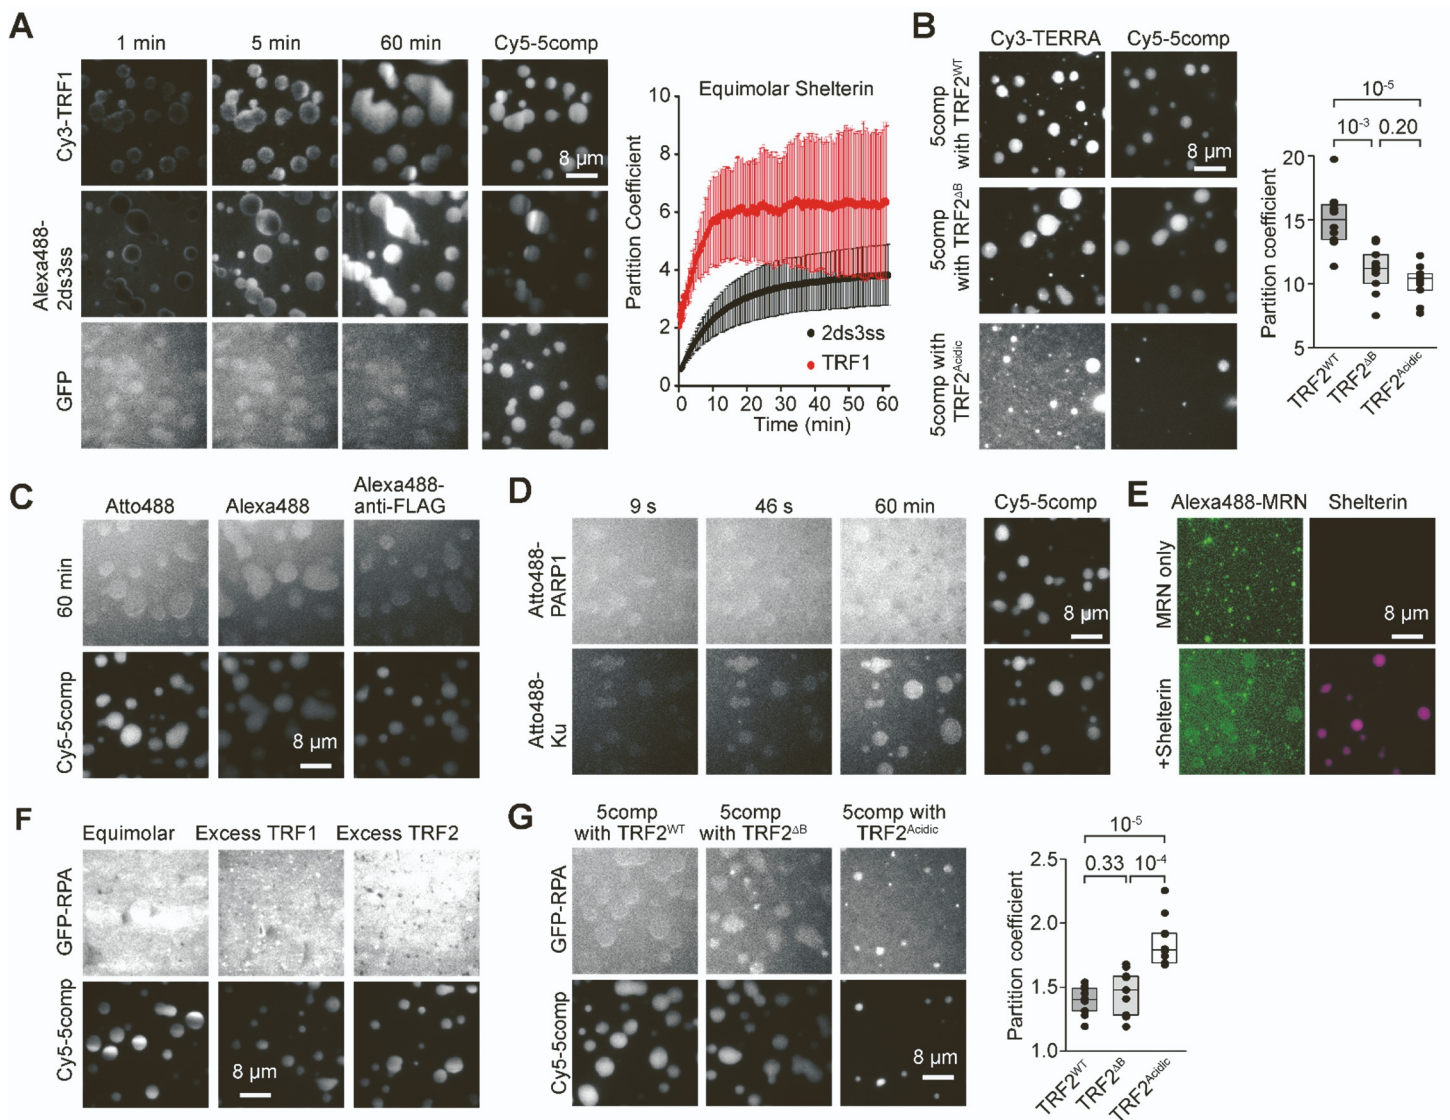 A
1 min
5 min
60 min
Cy5-5comp
Cy3-TRF1
8 µm
Alexa488-
2ds3ss
GFP
Equimolar Shelterin
Partition Coefficient
10
8
6
4
2
0
2ds3ss
TRF1
0
10
20
30
40
50
60
Time (min)
B
Cy3-TERRA
Cy5-5comp
5comp
with TRF2WT
8 µm
5comp
with TRF2ΔB
5comp with
TRF2Acidic
10-5
10-3
0.20
Partition coefficient
20
15
10
5
TRF2WT
TRF2ΔB
TRF2Acidic
C
Atto488
Alexa488
Alexa488-
anti-FLAG
60 min
Cy5-5comp
8 µm
D
9 s
46 s
60 min
Cy5-5comp
Atto488-
PARP1
8 µm
Atto488-
Ku
E
Alexa488-MRN
Shelterin
MRN only
8 µm
+Shelterin
F
Equimolar
Excess TRF1
Excess TRF2
GFP-RPA
Cy5-5comp
8 µm
G
5comp
with TRF2WT
5comp
with TRF2ΔB
5comp with
TRF2Acidic
GFP-RPA
Cy5-5comp
8 µm
10-5
0.33
10-4
Partition coefficient
2.5
2.0
1.5
1.0
TRF2WT
TRF2ΔB
TRF2Acidic